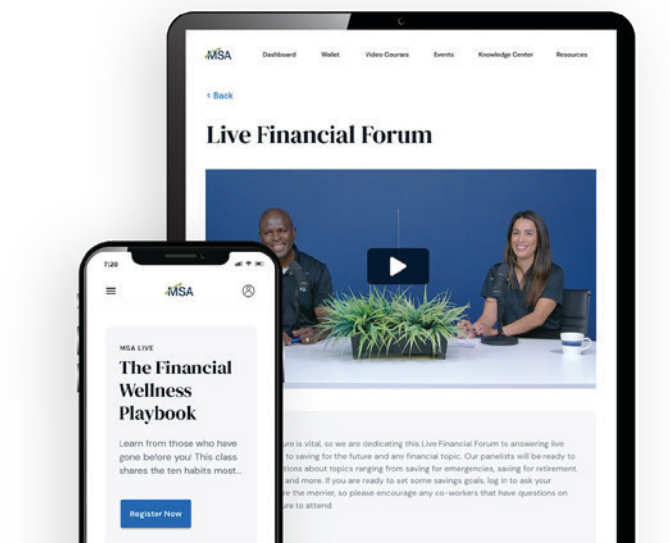 MSA
Dashboard Wallet Video Courses Events Knowledge Center Resources
< Back
Live Financial Forum
7:20
MSA
MSA LIVE
The Financial
Wellness
Playbook
Learn from those who have
gone before you! This class
shares the ten habits most...
Register Now
ure is vital, so we are dedicating this Live Financial Forum to answering live
to saving for the future and any financial topic. Our panelists will be ready to
tions about topics ranging from saving for emergencies, saving for retirement,
and more. If you are ready to set some savings goals, log in to ask your
re the merrier, so please encourage any co-workers that have questions on
ure to attend.